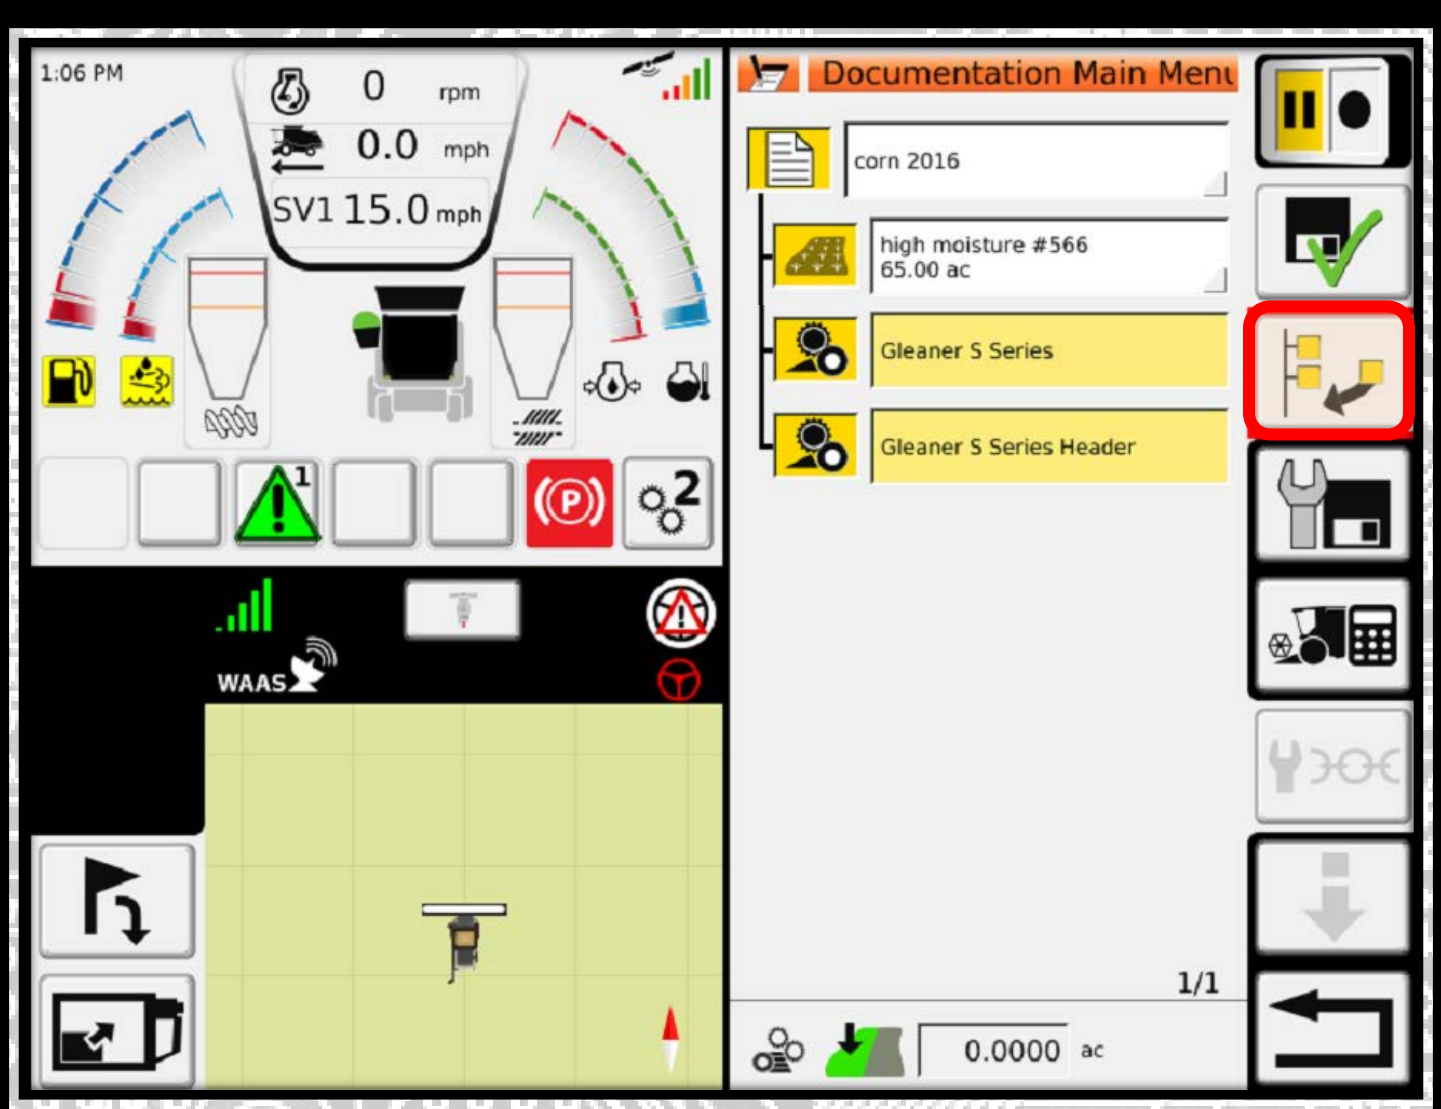 1:06 PM
0 rpm
0.0 mph
SV1 15.0 mph
1
(P)
2
WAAS
Documentation Main Menu
corn 2016
high moisture #566
65.00 ac
Gleaner S Series
Gleaner S Series Header
1/1
0.0000 ac